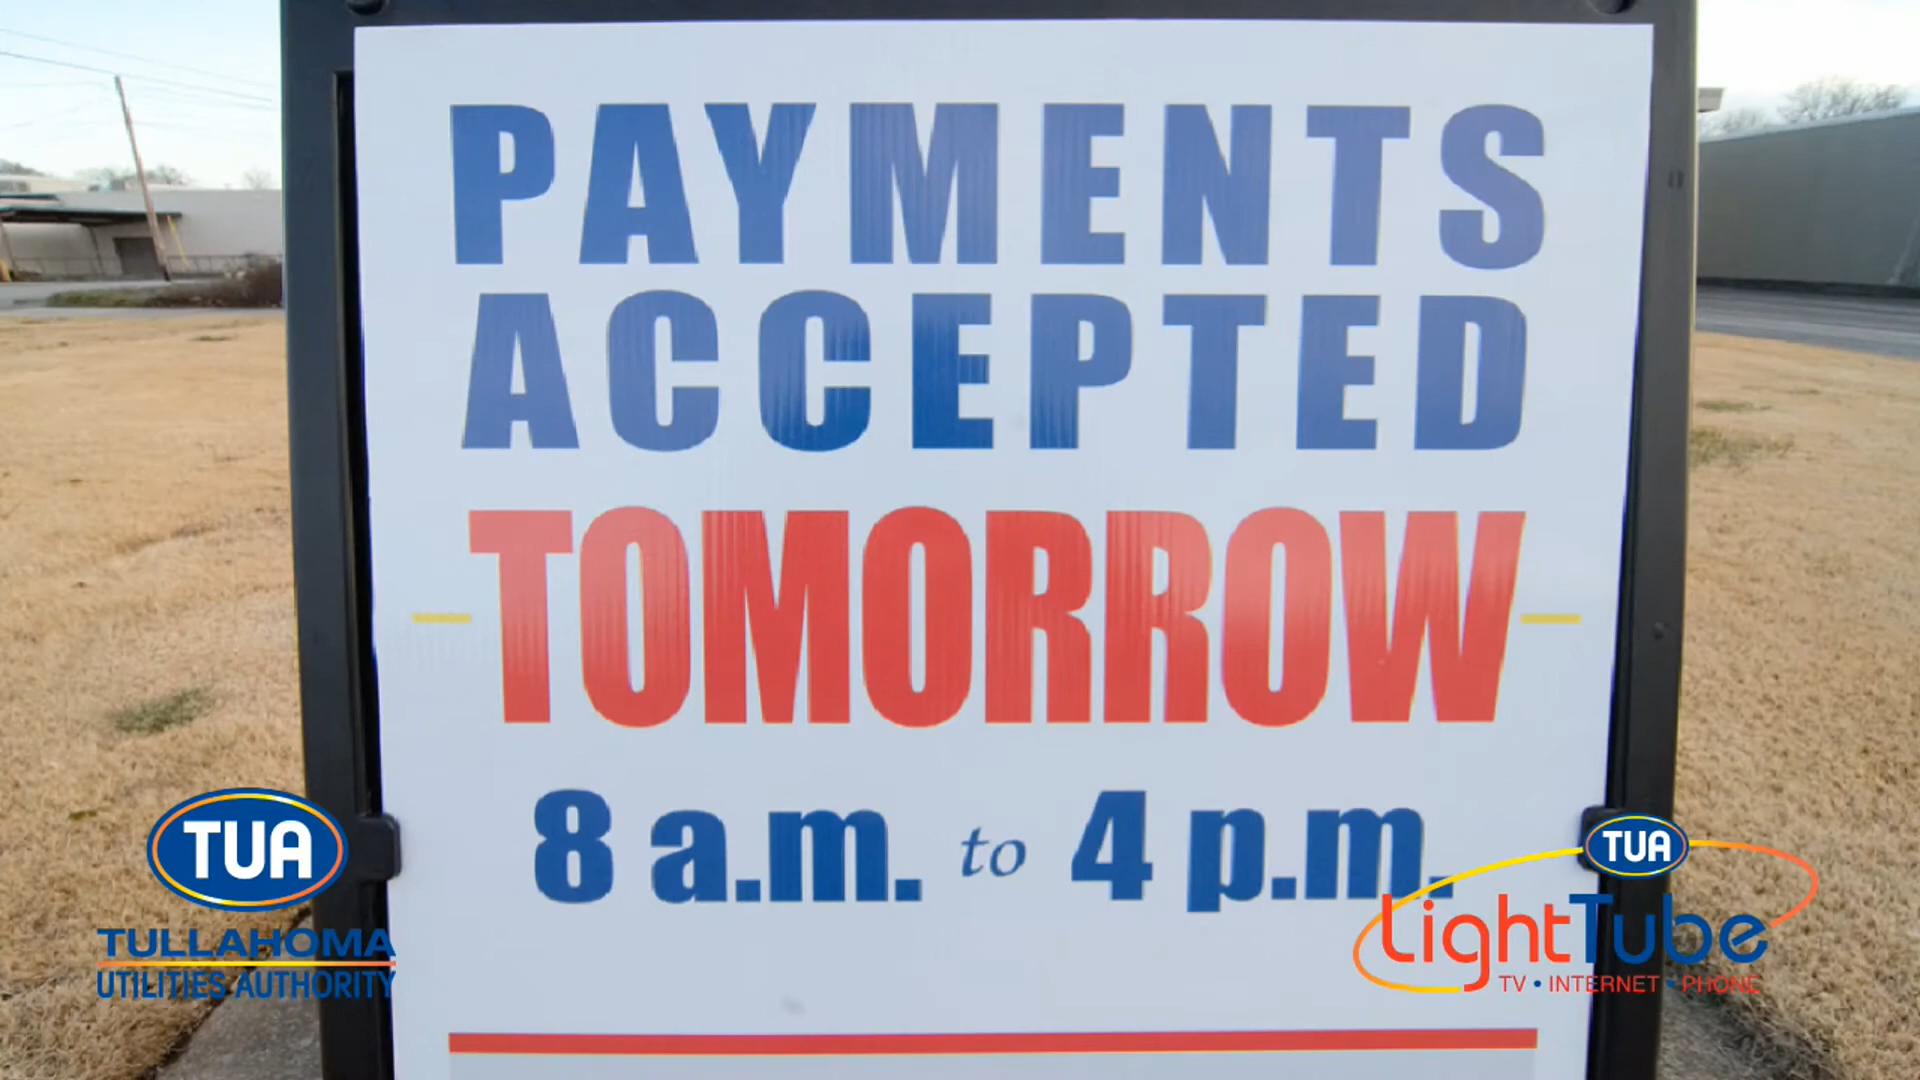 PAYMENTS
ACCEPTED
TOMORROW
8 a.m. to 4 p.m.
TUA
TULLAHOMA
UTILITIES AUTHORITY
TUA
LightTube
TV • INTERNET • PHONE